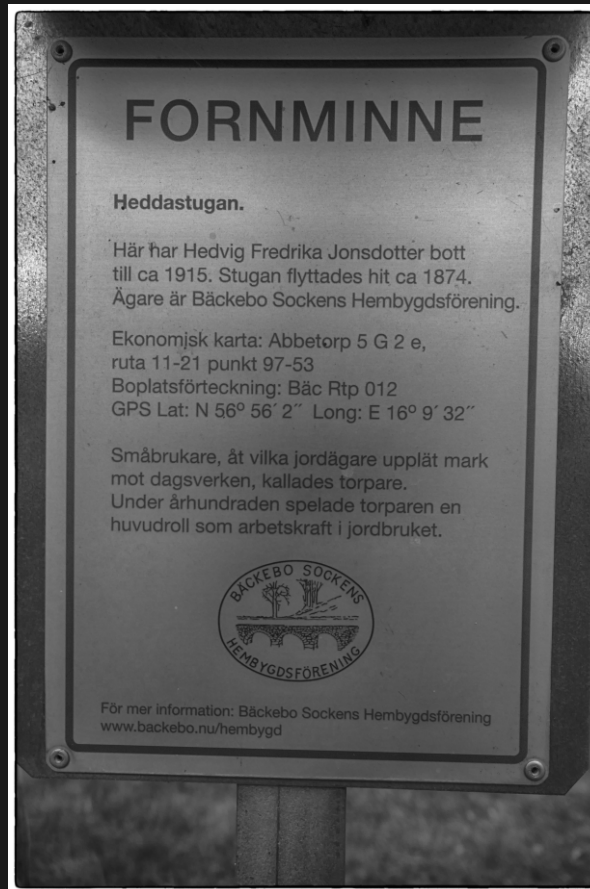 FORNMINNE
Heddastugan.
Här har Hedvig Fredrika Jonsdotter bott
till ca 1915. Stugan flyttades hit ca 1874.
Ägare är Bäckebo Sockens Hembygdsförening.
Ekonomisk karta: Abbetorp 5 G 2 e,
ruta 11-21 punkt 97-53
Boplatsförteckning: Bäc Rtp 012
GPS Lat: N 56º 56´ 2´´ Long: E 16º 9´ 32´´
Småbrukare, åt vilka jordägare upplät mark
mot dagsverken, kallades torpare.
Under århundraden spelade torparen en
huvudroll som arbetskraft i jordbruket.
BÄCKEBO SOCKENS
HEMBYGDSFÖRENING
För mer information: Bäckebo Sockens Hembygdsförening
www.backebo.nu/hembygd